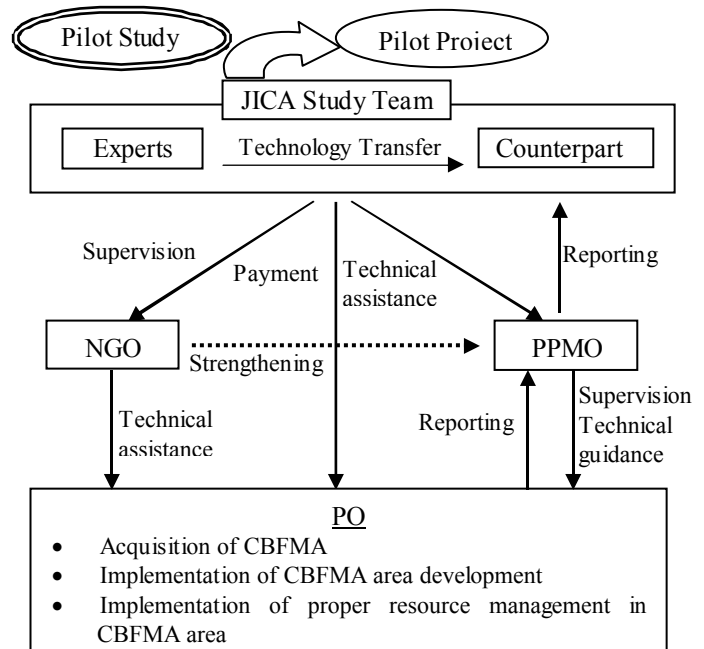 Pilot Study
Pilot Proiect
JICA Study Team
Experts
Technology Transfer
Counterpart
Supervision
Payment
Technical
assistance
Reporting
NGO
Strengthening
PPMO
Technical
assistance
Reporting
Supervision
Technical
guidance
PO
• Acquisition of CBFMA
• Implementation of CBFMA area development
• Implementation of proper resource management in
CBFMA area